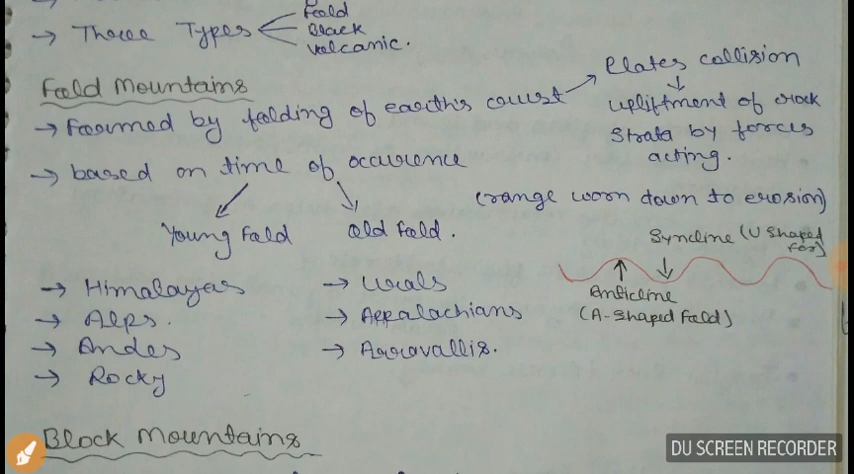 → Three Types
Fold
Block
Volcanic.
Fold Mountains
→ Formed by folding of earth's crust
Plates collision
↓
upliftment of rock
strata by forces
acting.
→ based on time of occurence
(range worn down to erosion)
Young Fold
Old Fold.
→ Himalayas
→ Alps.
→ Andes
→ Rocky
→ Urals
→ Appalachians
→ Aravallis.
Syncline (U shaped
Anticline
(A-shaped Fold)
Block Mountains
DU SCREEN RECORDER